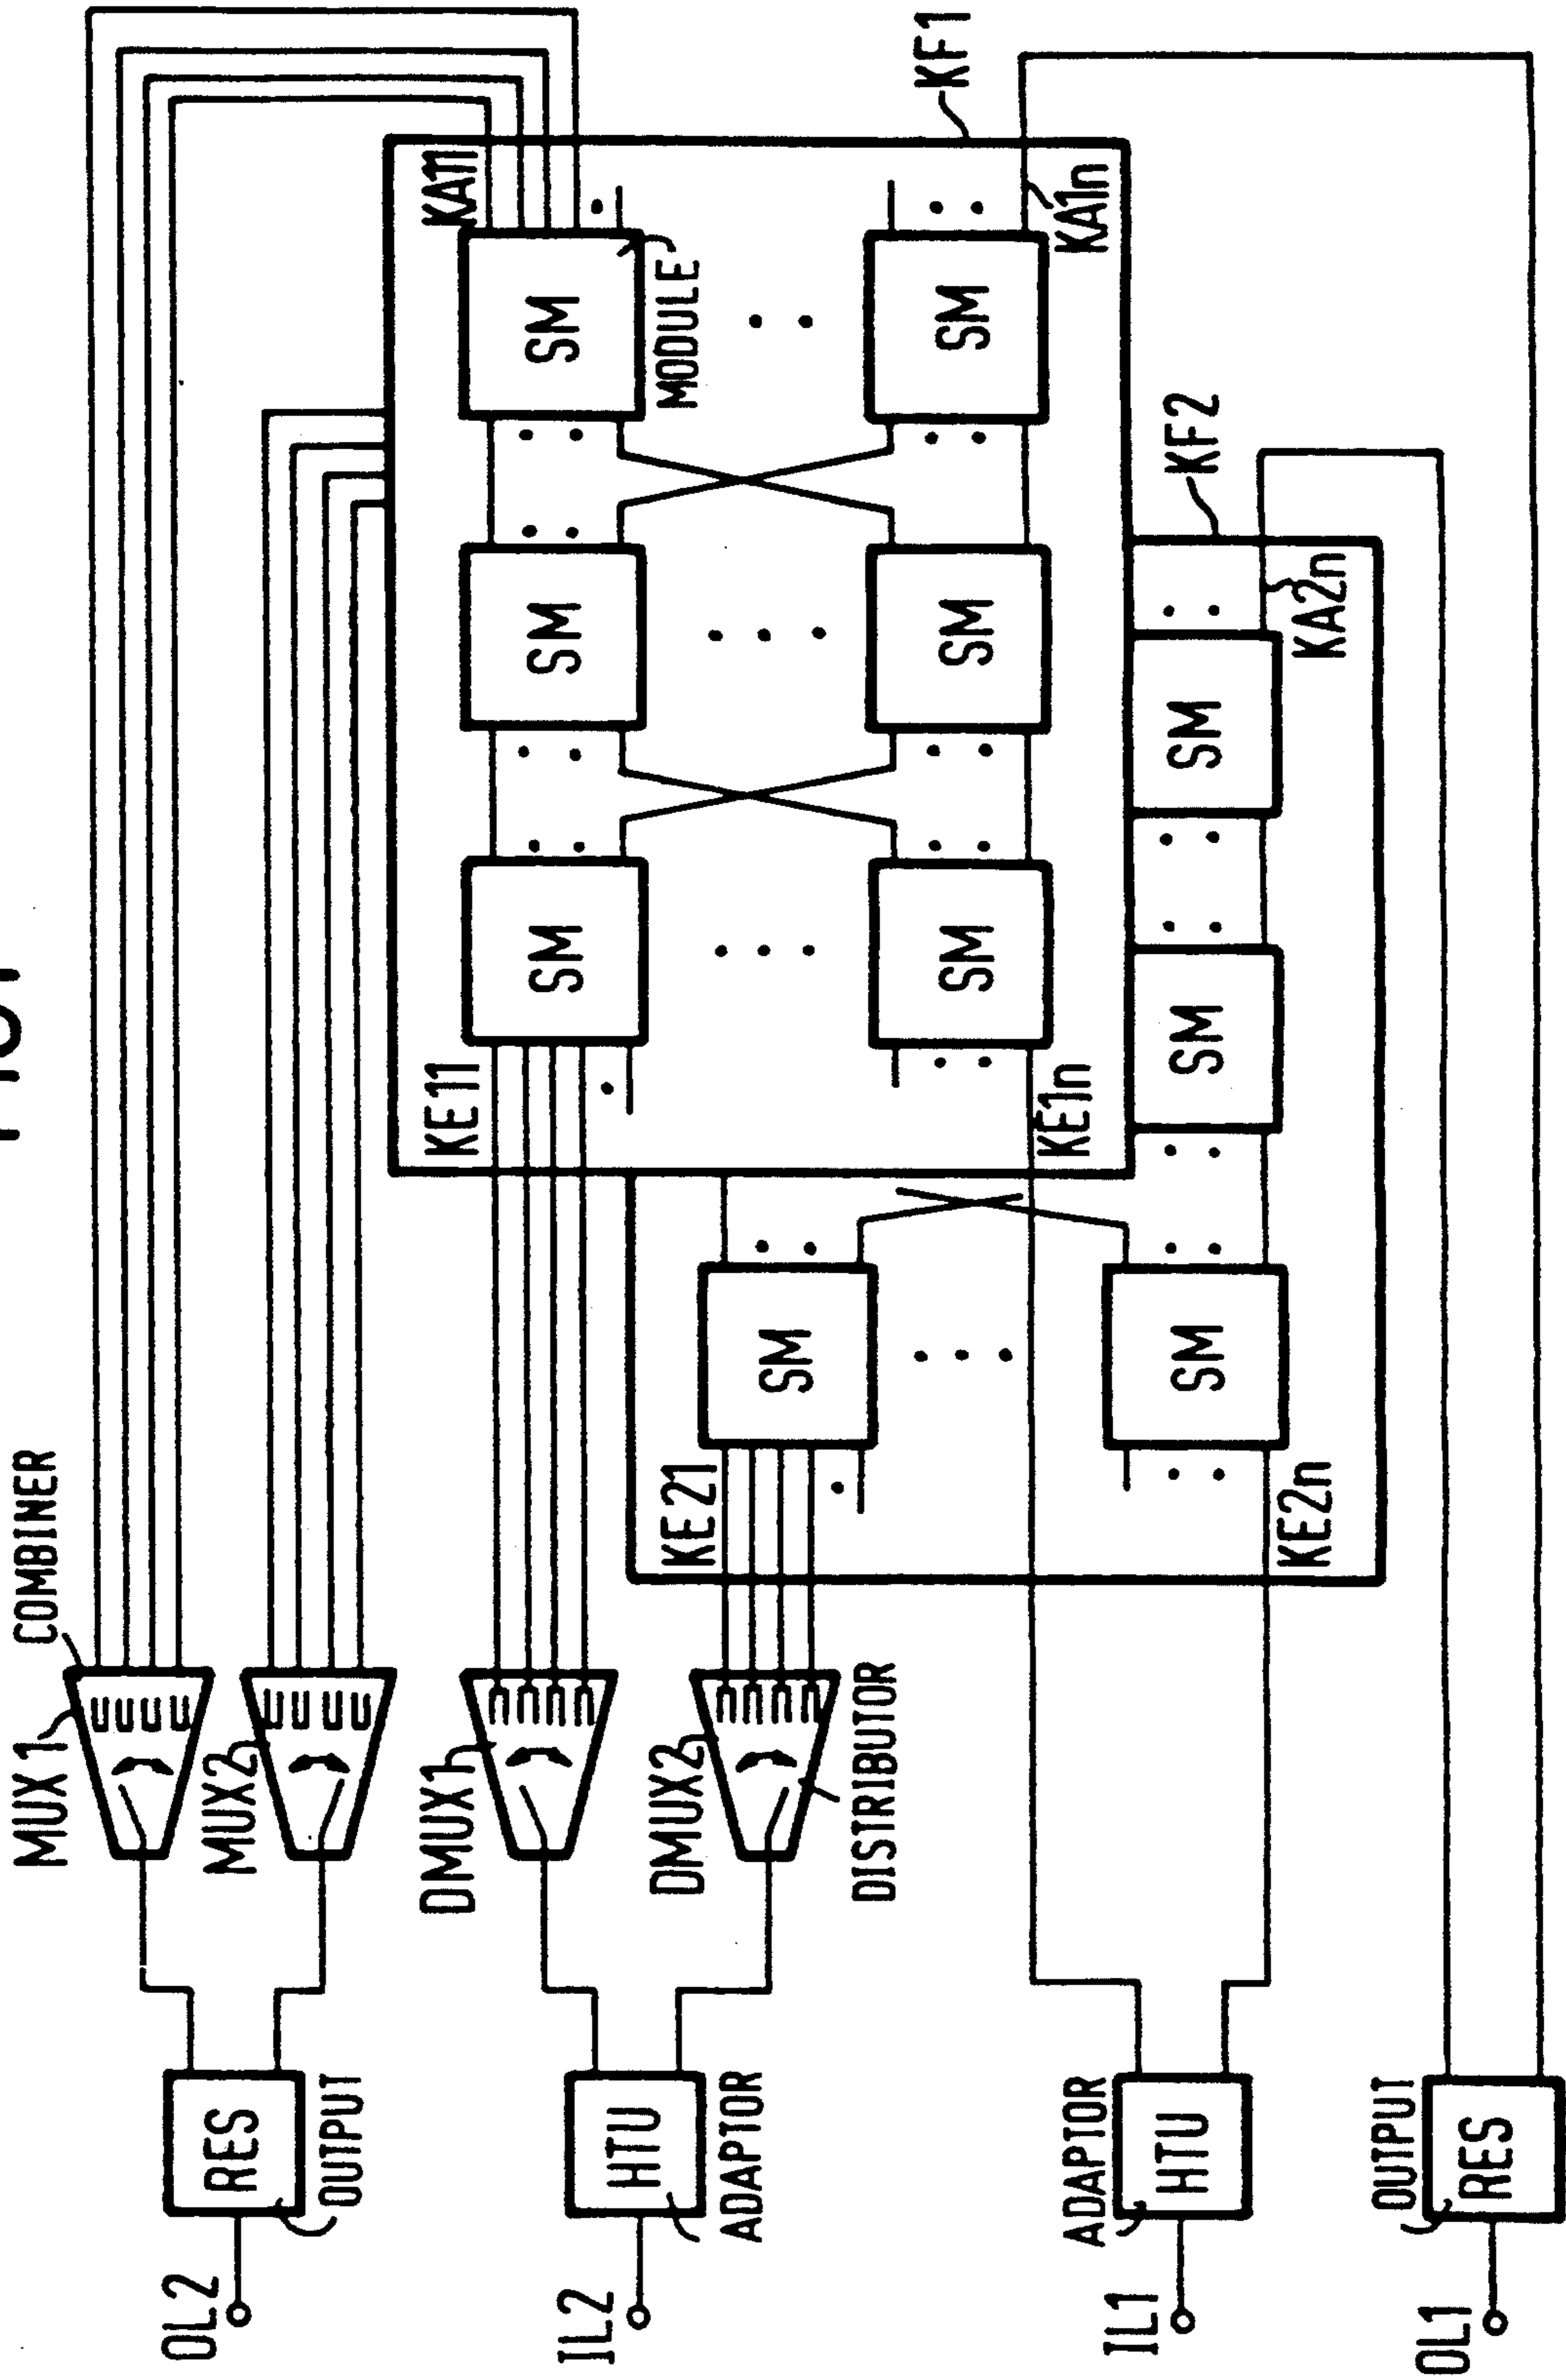 COMBINER
MUX 1
MUX2
OL2
RES
OUTPUT
DMUX1
KE11
KA11
SM
SM
SM
MODULE
KF1
IL2
HTU
ADAPTOR
DMUX2
DISTRIBUTOR
KE21
SM
SM
SM
SM
KE1n
KA1n
IL1
HTU
ADAPTOR
KE2n
SM
SM
SM
KA2n
KF2
OL1
RES
OUTPUT